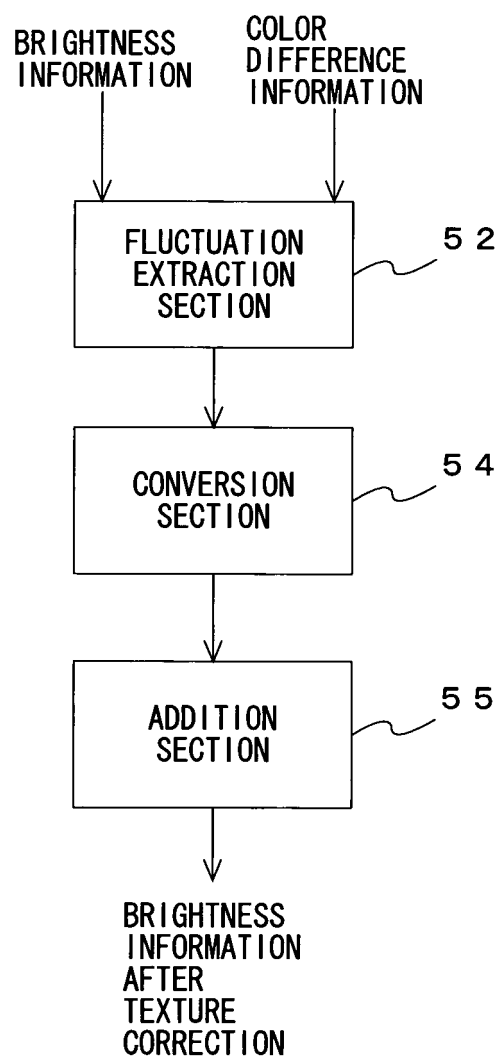 BRIGHTNESS
INFORMATION
COLOR
DIFFERENCE
INFORMATION
FLUCTUATION
EXTRACTION
SECTION
52
CONVERSION
SECTION
54
ADDITION
SECTION
55
BRIGHTNESS
INFORMATION
AFTER
TEXTURE
CORRECTION